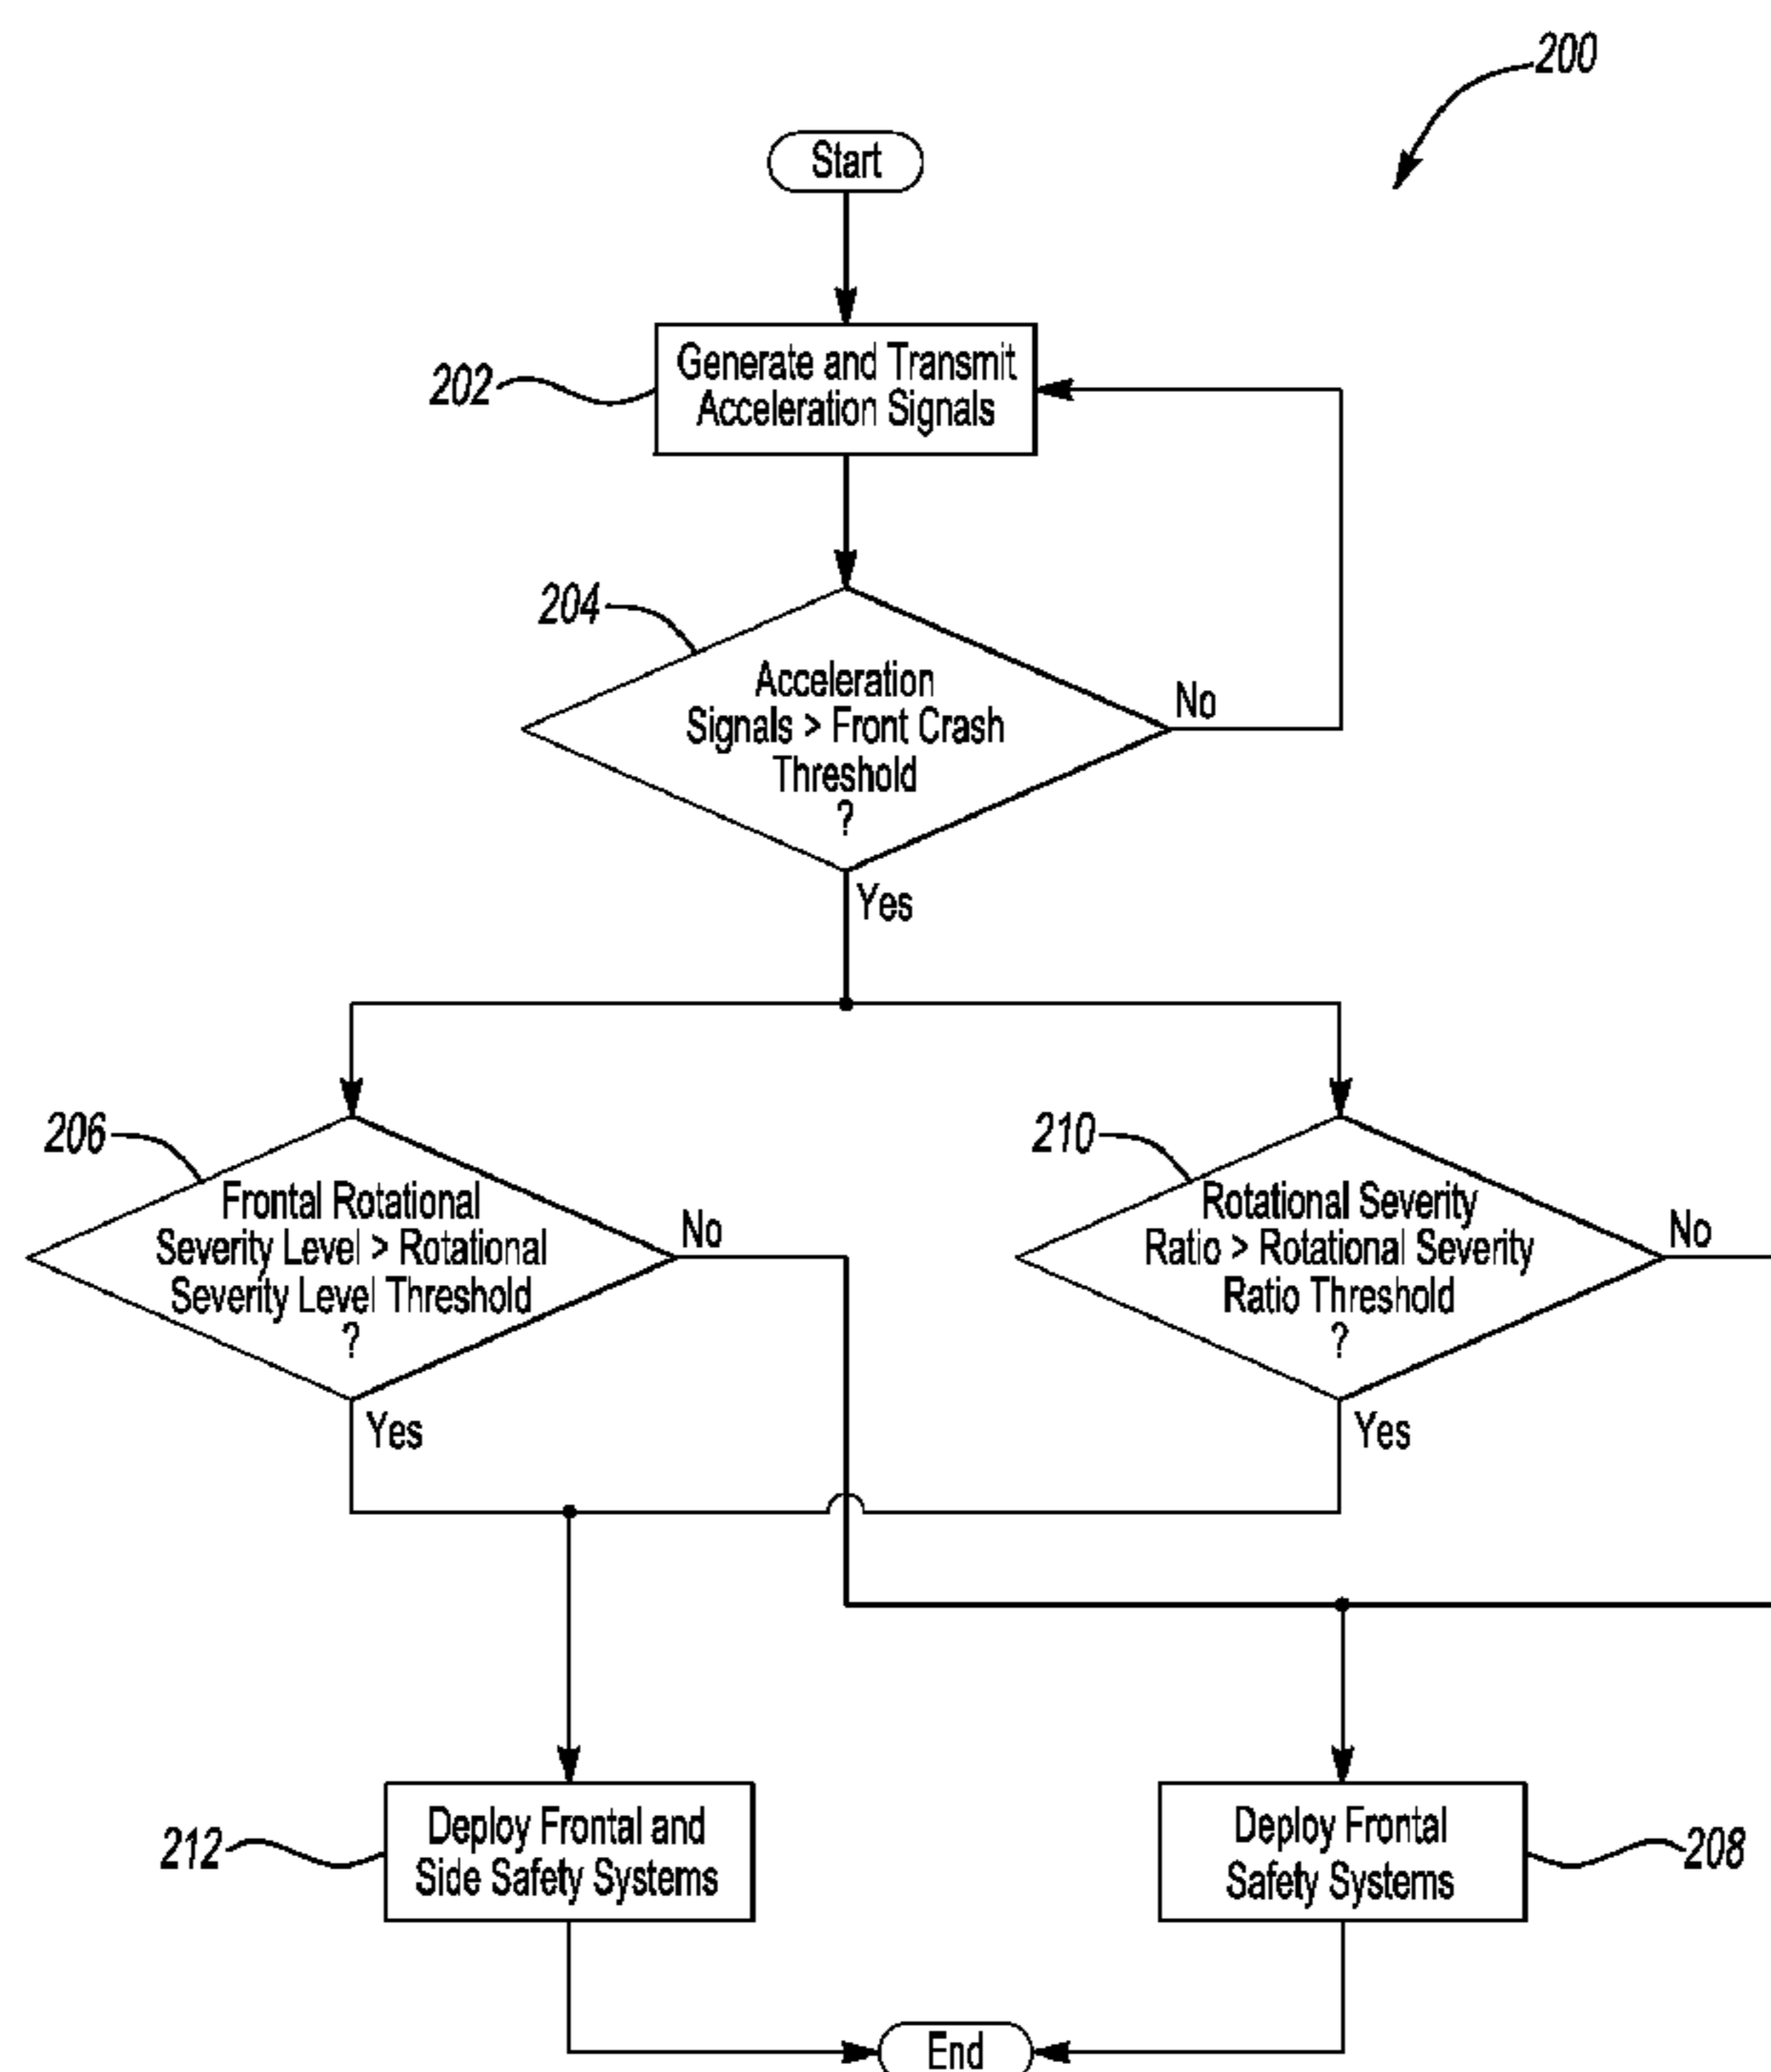 200
Start
202
Generate and Transmit
Acceleration Signals
204
Acceleration
Signals > Front Crash
Threshold
?
No
Yes
206
Frontal Rotational
Severity Level > Rotational
Severity Level Threshold
?
No
Yes
210
Rotational Severity
Ratio > Rotational Severity
Ratio Threshold
?
No
Yes
212
Deploy Frontal and
Side Safety Systems
Deploy Frontal
Safety Systems
208
End